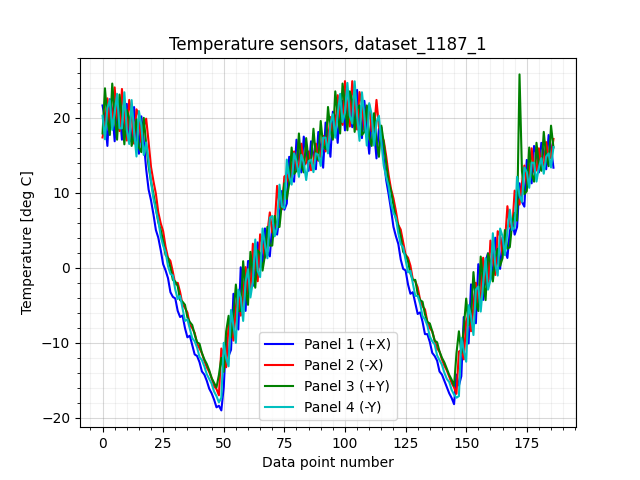 Temperature sensors, dataset_1187_1
Temperature [deg C]
20
10
0
−10
−20
Panel 1 (+X)
Panel 2 (-X)
Panel 3 (+Y)
Panel 4 (-Y)
0 25 50 75 100 125 150 175
Data point number